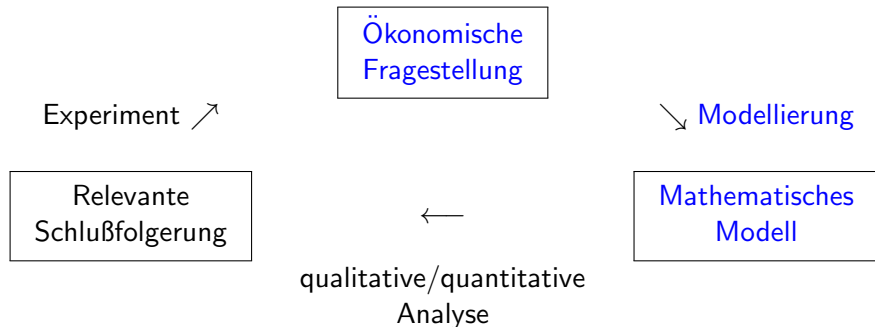 Ökonomische
Fragestellung
Experiment ↗
↘ Modellierung
Relevante
Schlußfolgerung
←
Mathematisches
Modell
qualitative/quantitative
Analyse